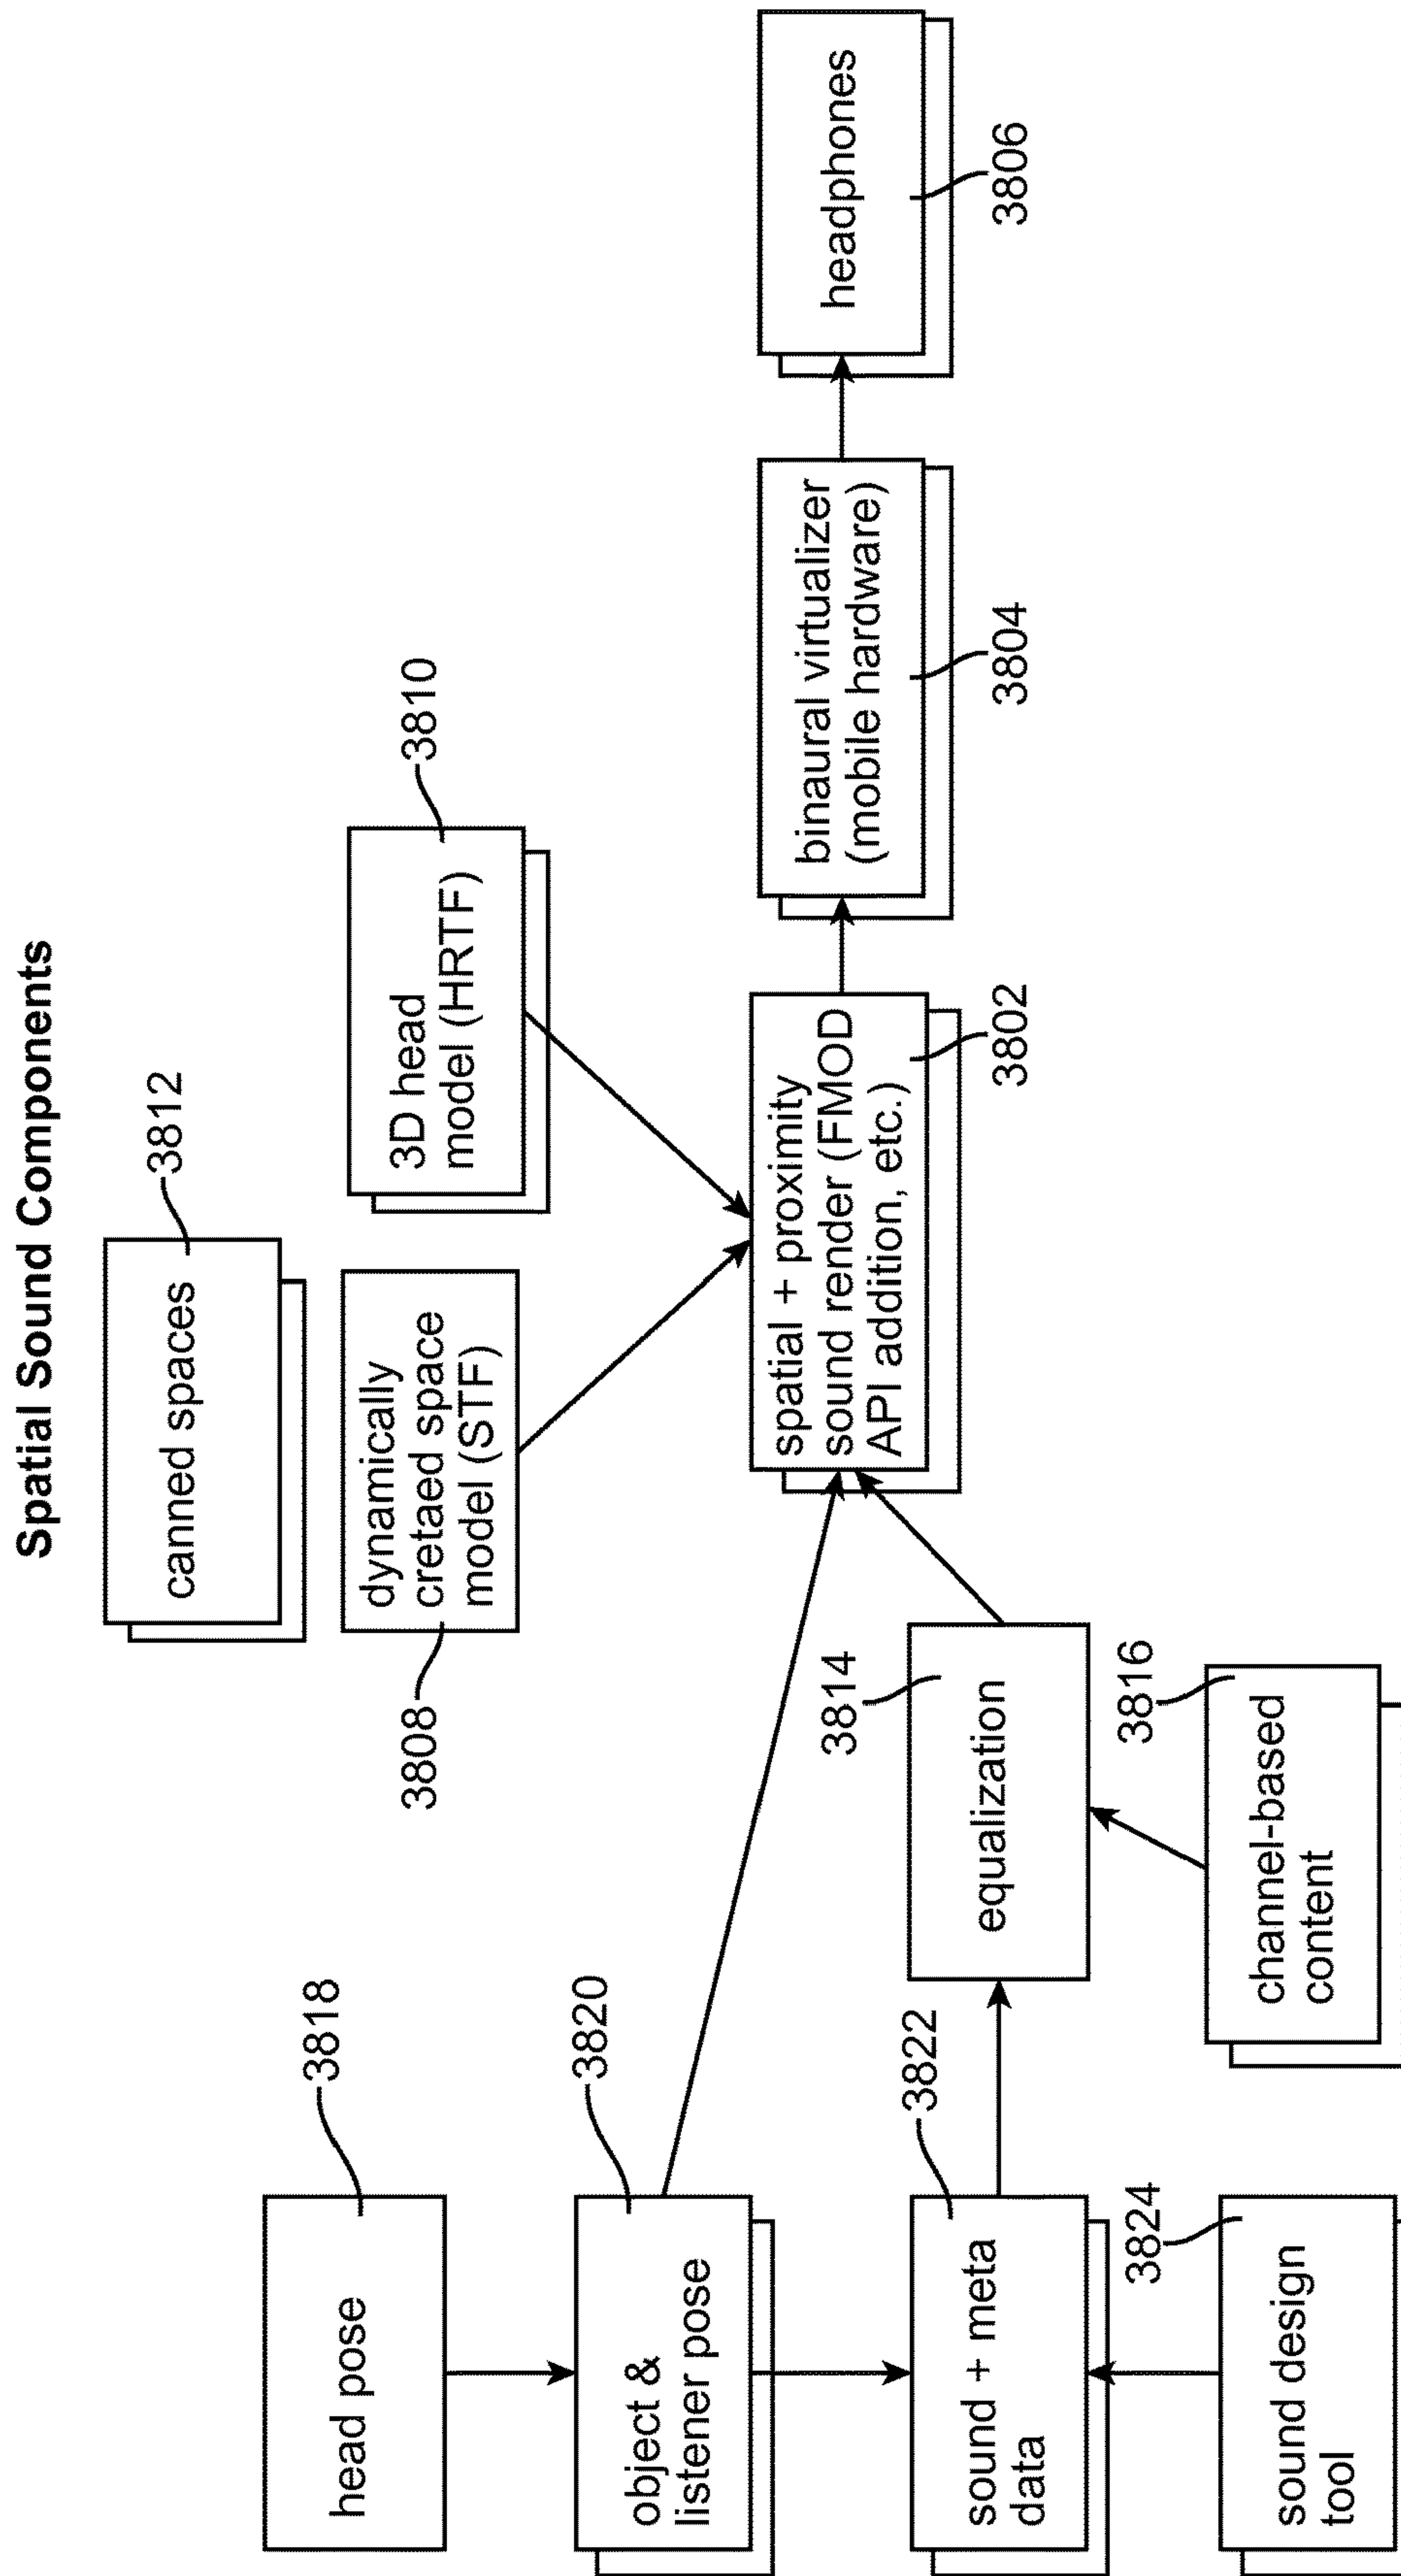 Spatial Sound Components
canned spaces
3812
head pose
3818
3808
dynamically
cretaed space
model (STF)
3D head
model (HRTF)
3810
object &
listener pose
3820
spatial + proximity
sound render (FMOD
API addition, etc.)
3802
binaural virtualizer
(mobile hardware)
3804
headphones
3806
sound + meta
data
3822
equalization
3814
sound design
tool
3824
channel-based
content
3816